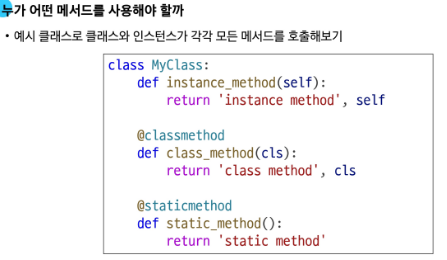 누가 어떤 메서드를 사용해야 할까
• 예시 클래스로 클래스와 인스턴스가 각각 모든 메서드를 호출해보기
class MyClass:
    def instance_method(self):
        return 'instance method', self

    @classmethod
    def class_method(cls):
        return 'class method', cls

    @staticmethod
    def static_method():
        return 'static method'